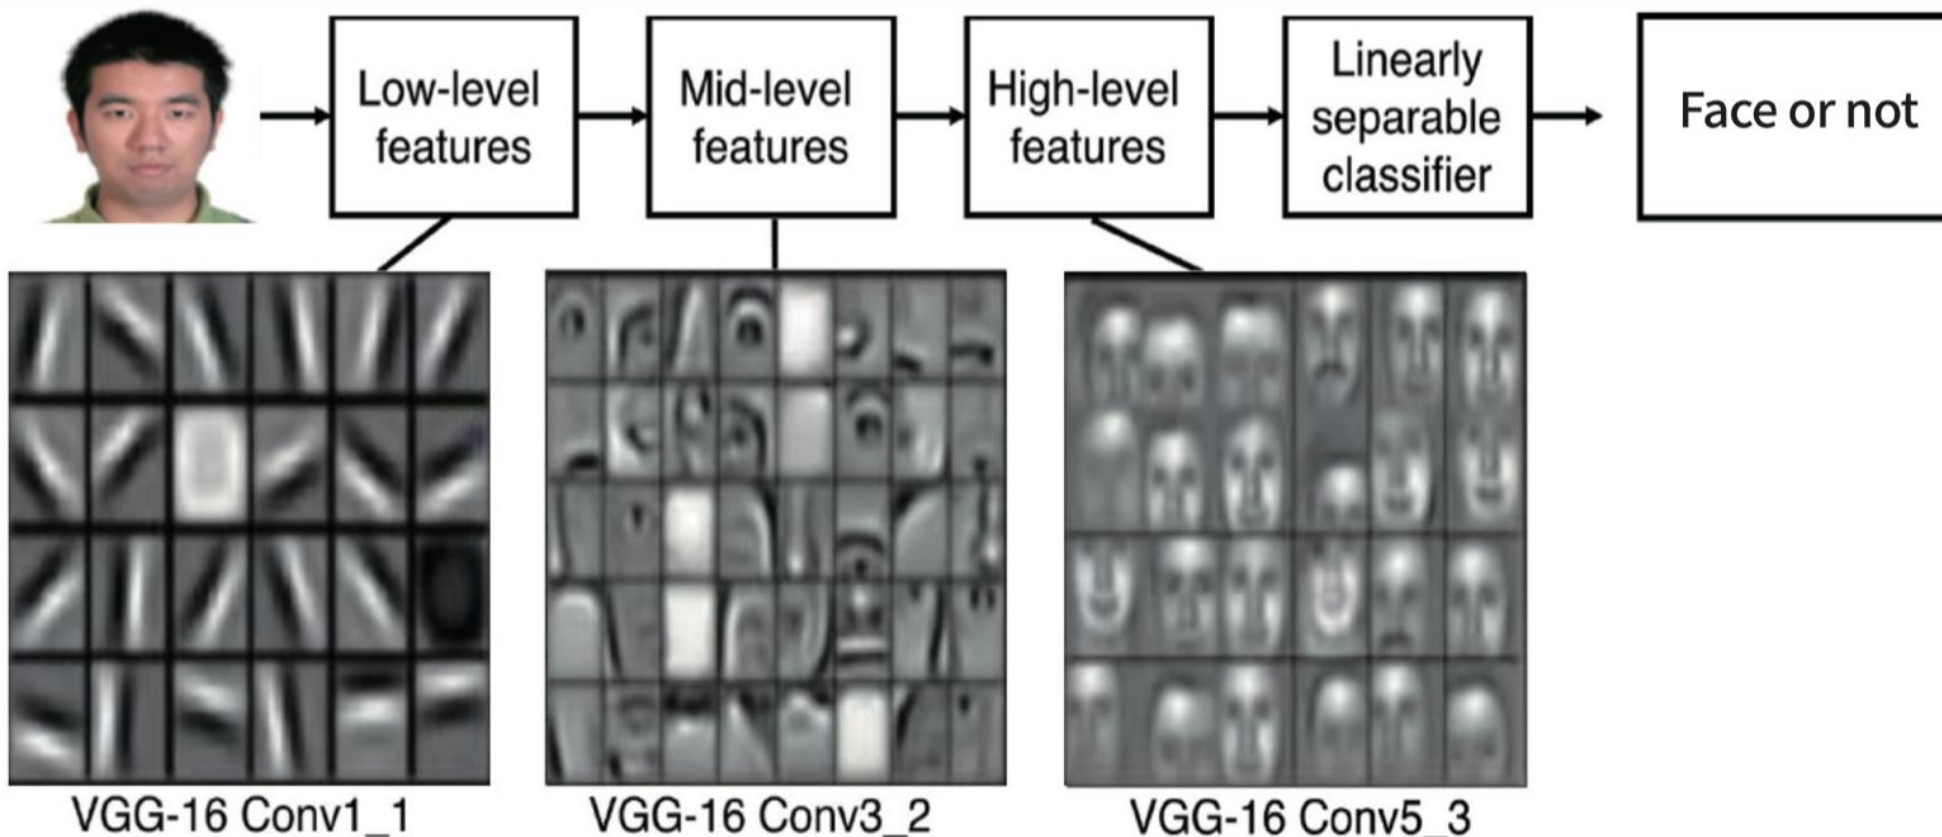 Low-level
features
Mid-level
features
High-level
features
Linearly
separable
classifier
Face or not
VGG-16 Conv1_1
VGG-16 Conv3_2
VGG-16 Conv5_3